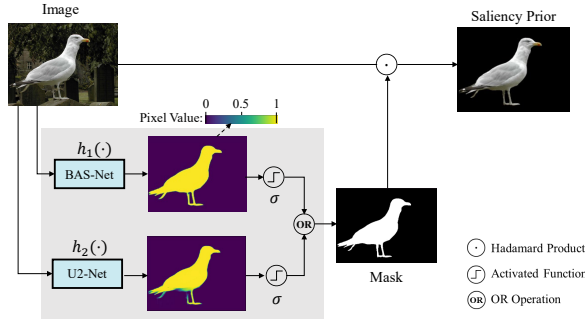 Image
Saliency Prior
Pixel Value:
0 0.5 1
h₁(·)
BAS-Net
σ
OR
h₂(·)
U2-Net
σ
Mask
Hadamard Product
Activated Function
OR OR Operation